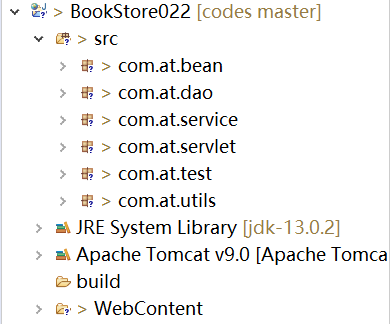 > BookStore022 [codes master]
> src
> com.at.bean
> com.at.dao
> com.at.service
> com.at.servlet
> com.at.test
> com.at.utils
JRE System Library [jdk-13.0.2]
Apache Tomcat v9.0 [Apache Tomca
build
> WebContent